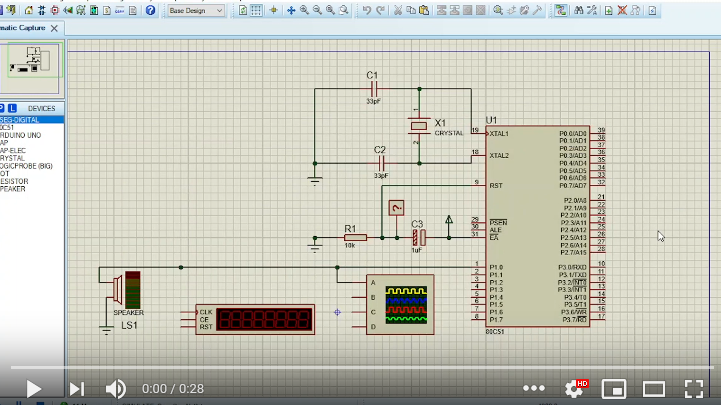 Base Design
matic Capture
P L DEVICES
SEG-DIGITAL
0C51
RDUINO UNO
AP
AP-ELEC
RYSTAL
OGICPROBE (BIG)
OT
ESISTOR
PEAKER
C1
33pF
X1
CRYSTAL
1
2
C2
33pF
R1
10k
?
C3
1uF
U1
19 XTAL1
18 XTAL2
9 RST
29 PSEN
30 ALE
31 EA
1 P1.0
2 P1.1
3 P1.2
4 P1.3
5 P1.4
6 P1.5
7 P1.6
8 P1.7
P0.0/AD0 39
P0.1/AD1 38
P0.2/AD2 37
P0.3/AD3 36
P0.4/AD4 35
P0.5/AD5 34
P0.6/AD6 33
P0.7/AD7 32
P2.0/A8 21
P2.1/A9 22
P2.2/A10 23
P2.3/A11 24
P2.4/A12 25
P2.5/A13 26
P2.6/A14 27
P2.7/A15 28
P3.0/RXD 10
P3.1/TXD 11
P3.2/INT0 12
P3.3/INT1 13
P3.4/T0 14
P3.5/T1 15
P3.6/WR 16
P3.7/RD 17
80C51
SPEAKER
LS1
CLK
CE
RST
A
B
C
D
0:00 / 0:28
HD